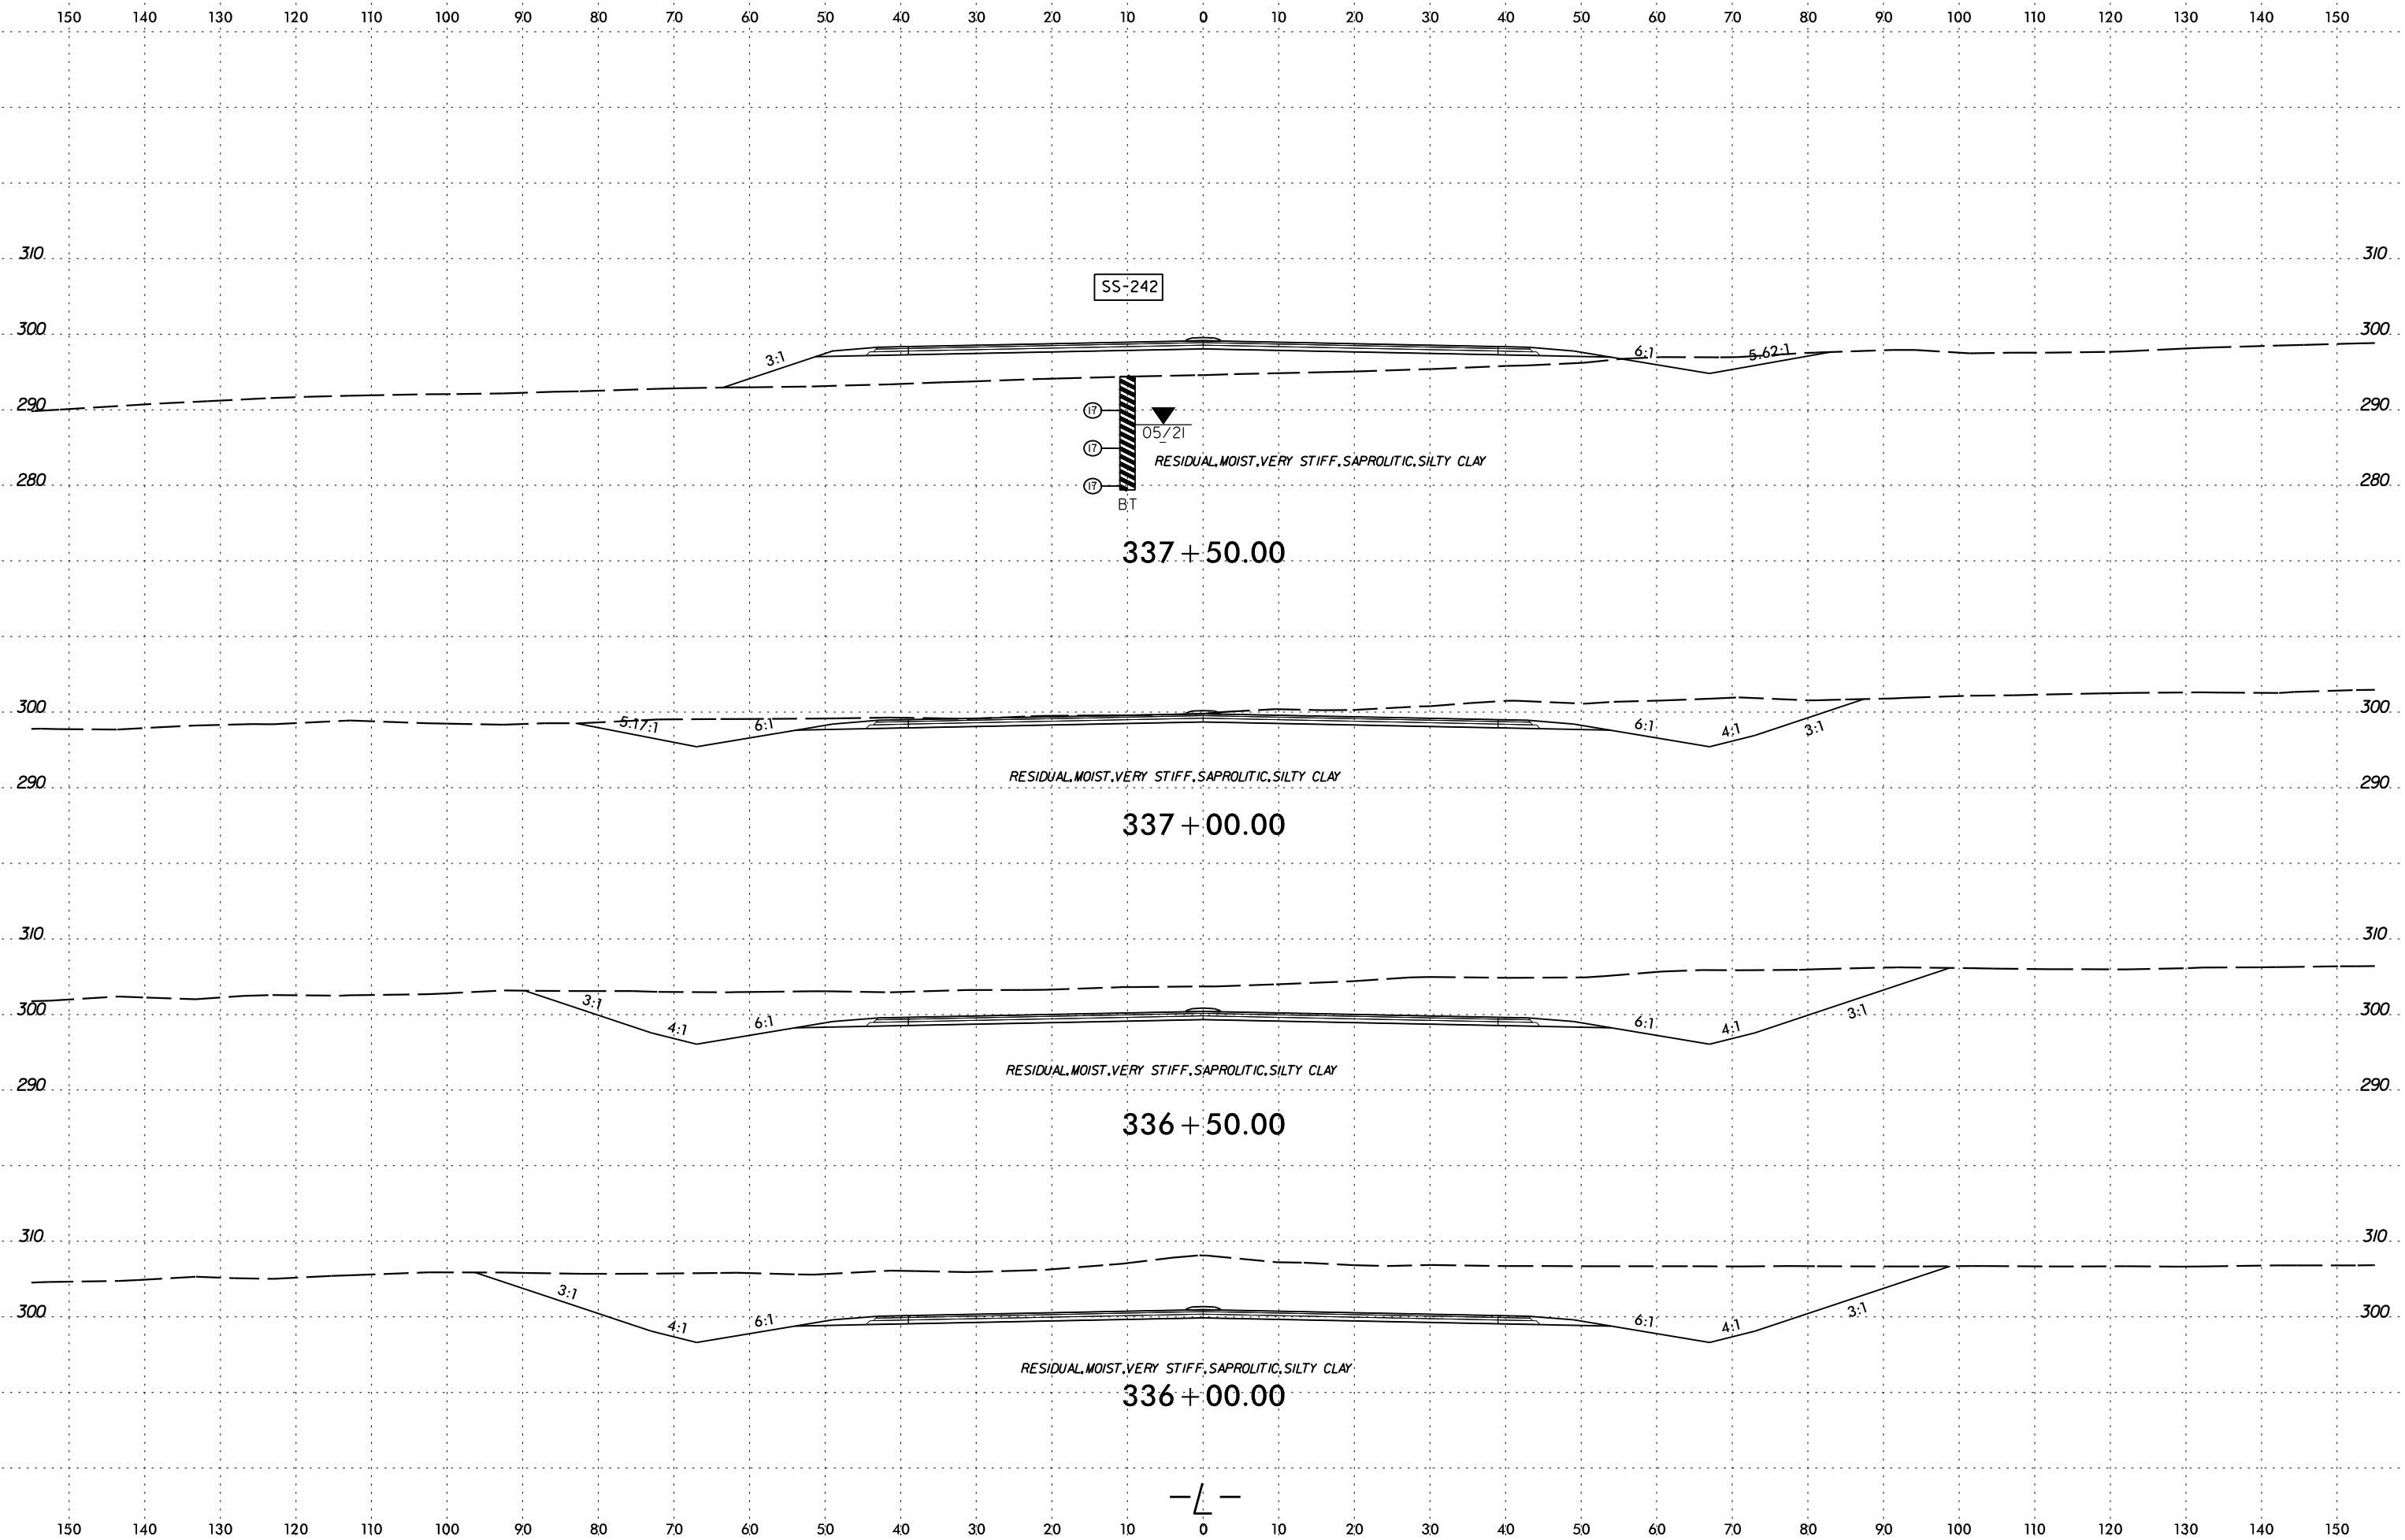 150 140 130 120 110 100 90 80 70 60 50 40 30 20 10 0 10 20 30 40 50 60 70 80 90 100 110 120 130 140 150
310 310
SS-242
300 300
3:1 6:1 5.62:1
290 290
17
05/21
17
RESIDUAL,MOIST,VERY STIFF,SAPROLITIC,SILTY CLAY
280 17 280
BT
337+50.00
300 300
5.17:1 6:1 6:1 4:1 3:1
RESIDUAL,MOIST,VERY STIFF,SAPROLITIC,SILTY CLAY
290 290
337+00.00
310 310
300 3:1 3:1 300
4:1 6:1 6:1 4:1
RESIDUAL,MOIST,VERY STIFF,SAPROLITIC,SILTY CLAY
290 290
336+50.00
310 310
3:1
300 3:1 300
4:1 6:1 6:1 4:1
RESIDUAL,MOIST,VERY STIFF,SAPROLITIC,SILTY CLAY
336+00.00
-L-
150 140 130 120 110 100 90 80 70 60 50 40 30 20 10 0 10 20 30 40 50 60 70 80 90 100 110 120 130 140 150